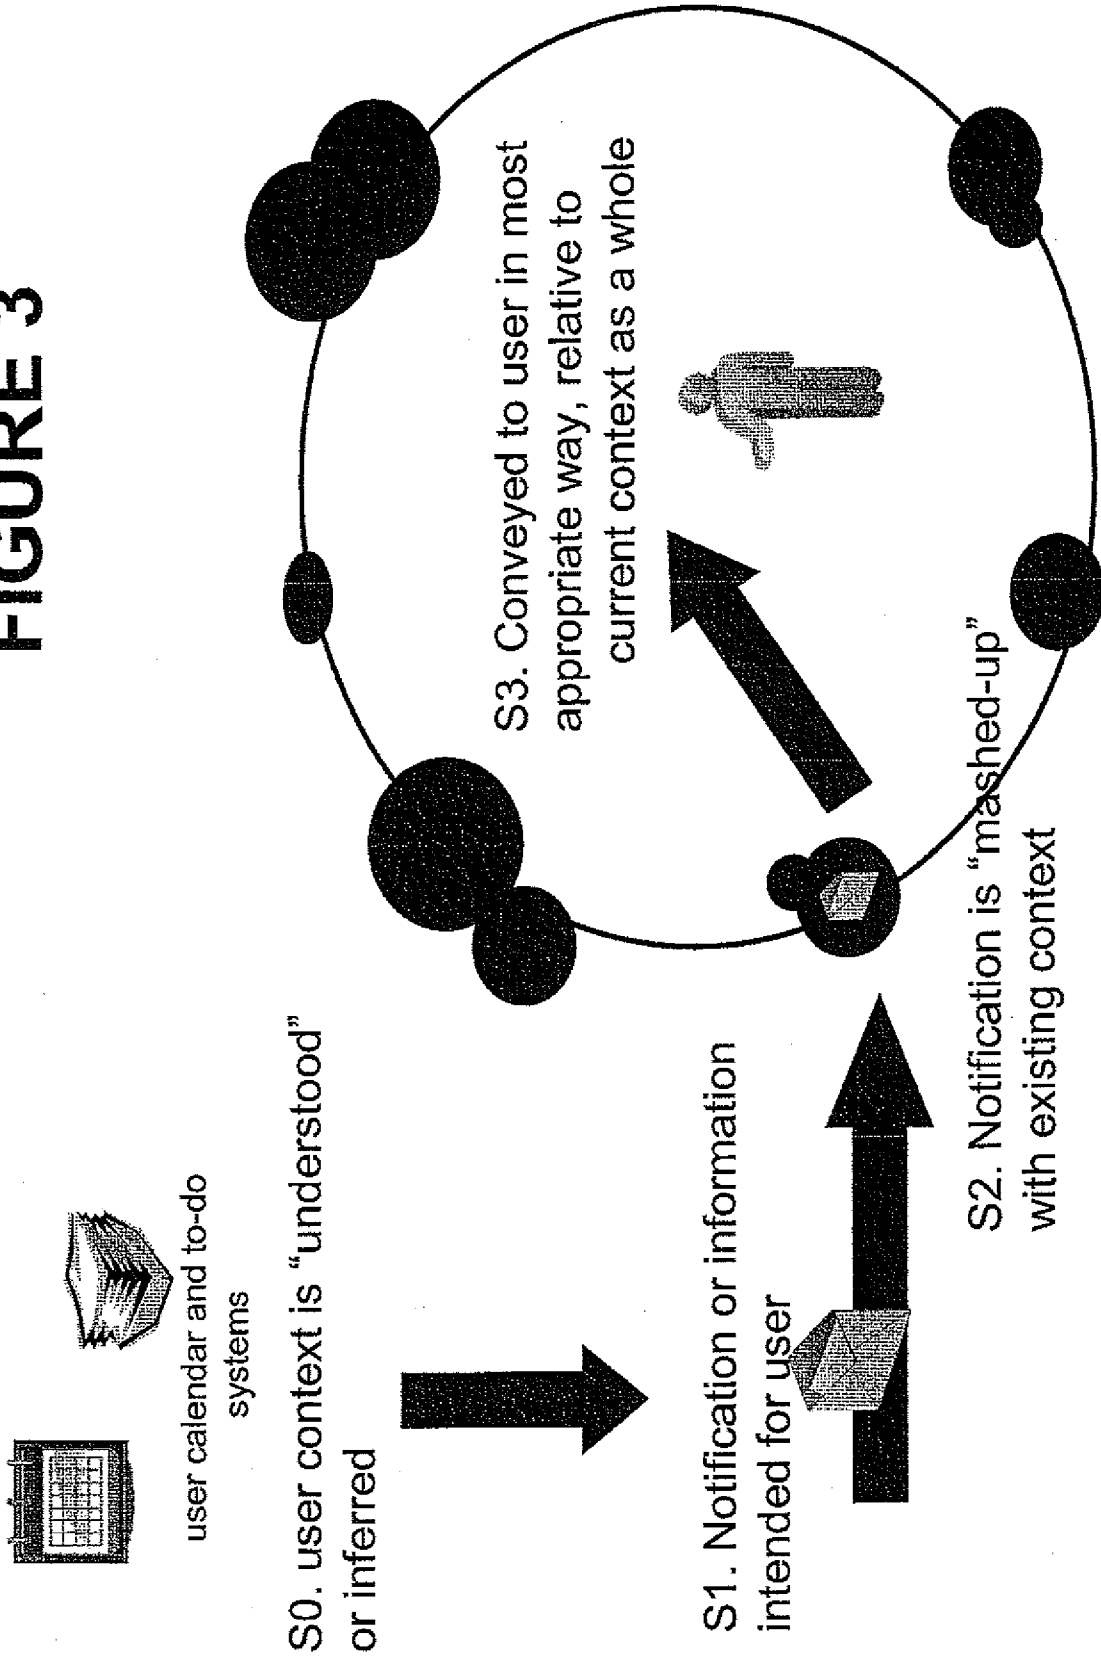 FIGURE 3
user calendar and to-do
systems
S0. user context is “understood”
or inferred
S1. Notification or information
intended for user
S2. Notification is “mashed-up”
with existing context
S3. Conveyed to user in most
appropriate way, relative to
current context as a whole